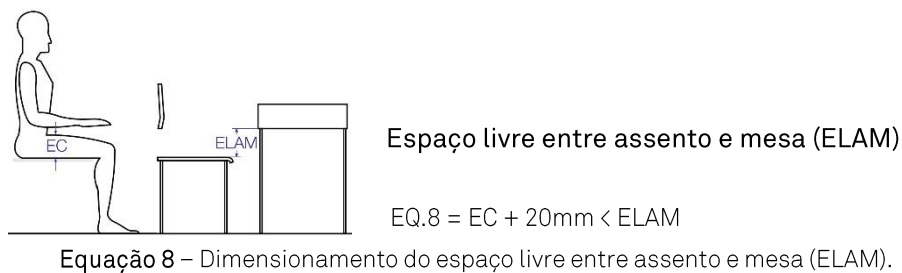 EC
ELAM
Espaço livre entre assento e mesa (ELAM)
EQ.8 = EC + 20mm < ELAM
Equação 8 – Dimensionamento do espaço livre entre assento e mesa (ELAM).